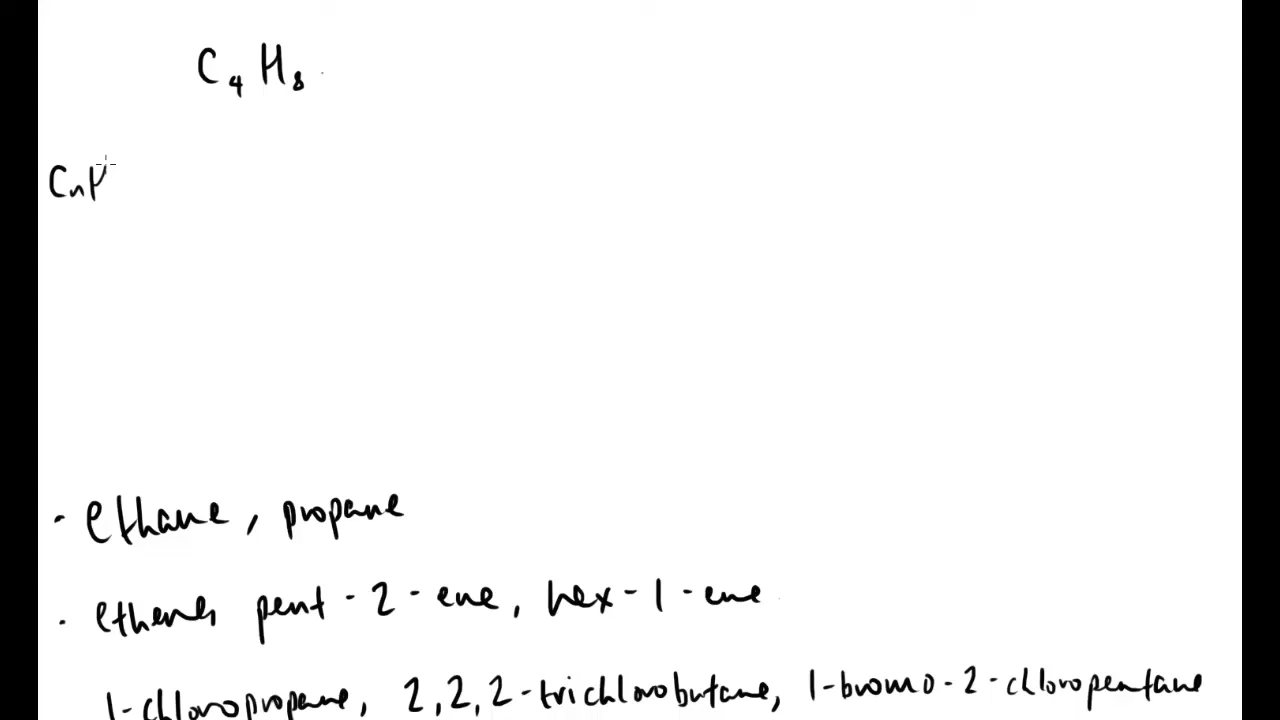 C₄H₈
CnH
· ethane, propane
· ethene, pent-2-ene, hex-1-ene
1-chloropropane, 2,2,2-trichlorobutane, 1-bromo-2-chloropentane